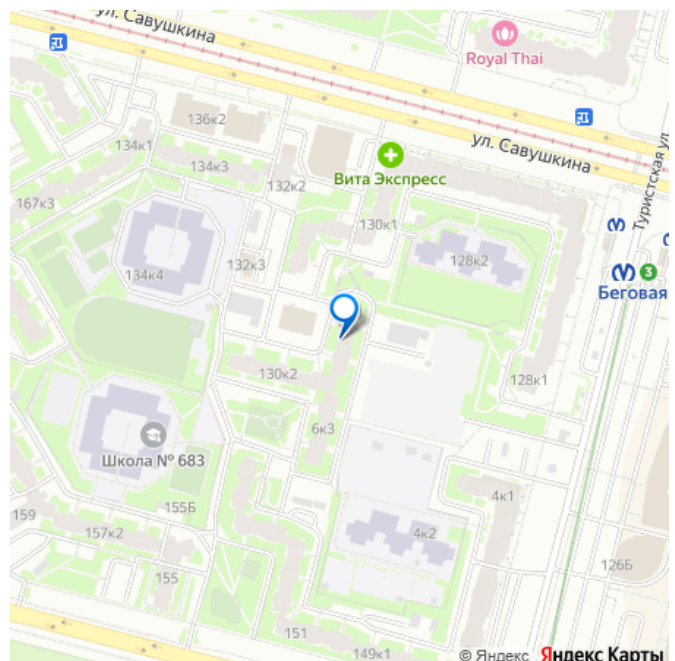 ул. Савушкина
Royal Thai
136к2
ул. Савушкина
134к1
134к3
Вита Экспресс
132к2
Туристская ул.
167к3
130к1
128к2
132к3
134к4
3
Беговая
130к2
128к1
6к3
Школа № 683
4к1
155Б
159
157к2
4к2
126Б
155
151
149к1
© Яндекс Яндекс Карты